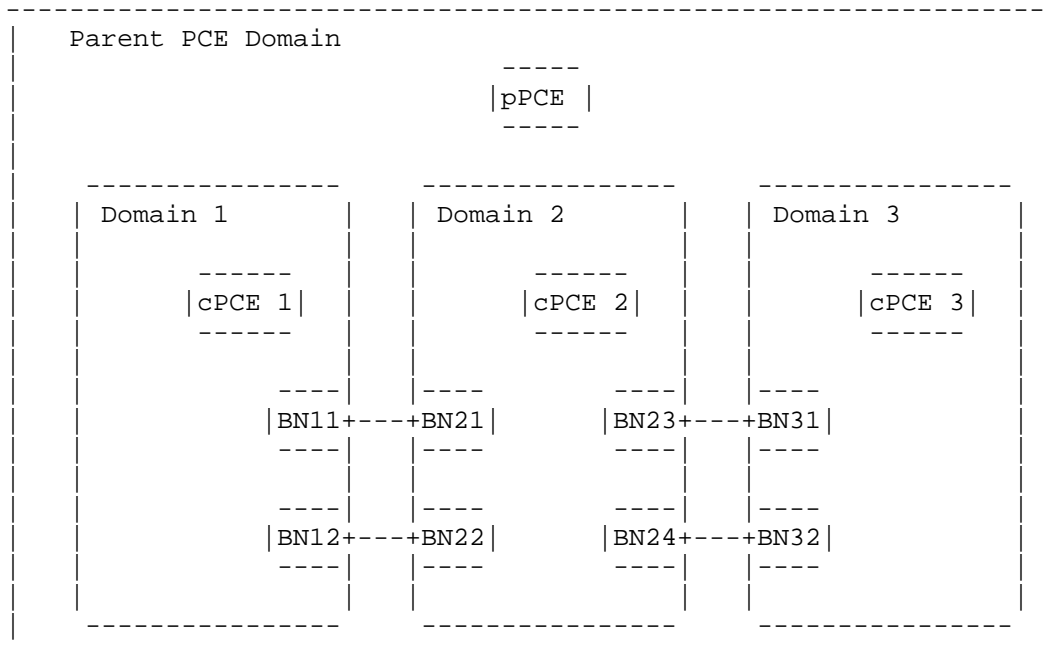 Parent PCE Domain
pPCE
Domain 1 Domain 2 Domain 3
cPCE 1 cPCE 2 cPCE 3
BN11 BN21 BN23 BN31
BN12 BN22 BN24 BN32